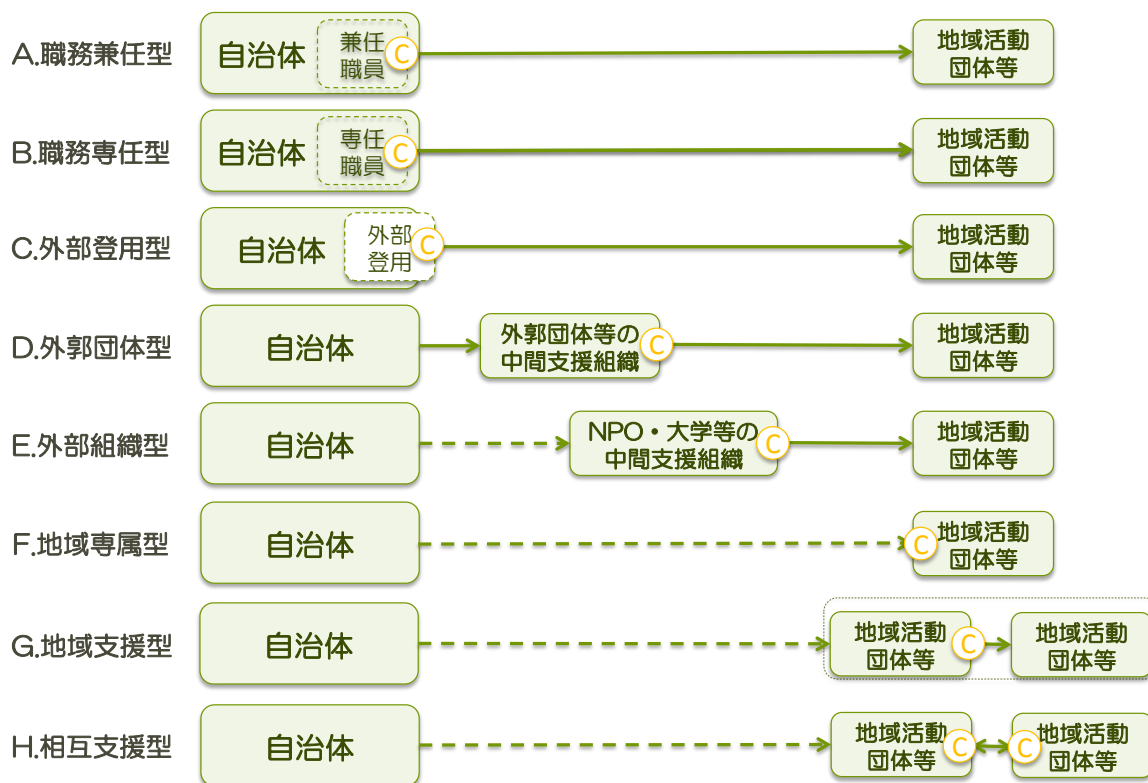 A.職務兼任型
自治体
兼任
職員
C
地域活動
団体等
B.職務専任型
自治体
専任
職員
C
地域活動
団体等
C.外部登用型
自治体
外部
登用
C
地域活動
団体等
D.外郭団体型
自治体
外郭団体等の
中間支援組織
C
地域活動
団体等
E.外部組織型
自治体
NPO・大学等の
中間支援組織
C
地域活動
団体等
F.地域専属型
自治体
C
地域活動
団体等
G.地域支援型
自治体
地域活動
団体等
C
地域活動
団体等
H.相互支援型
自治体
地域活動
団体等
C
C
地域活動
団体等